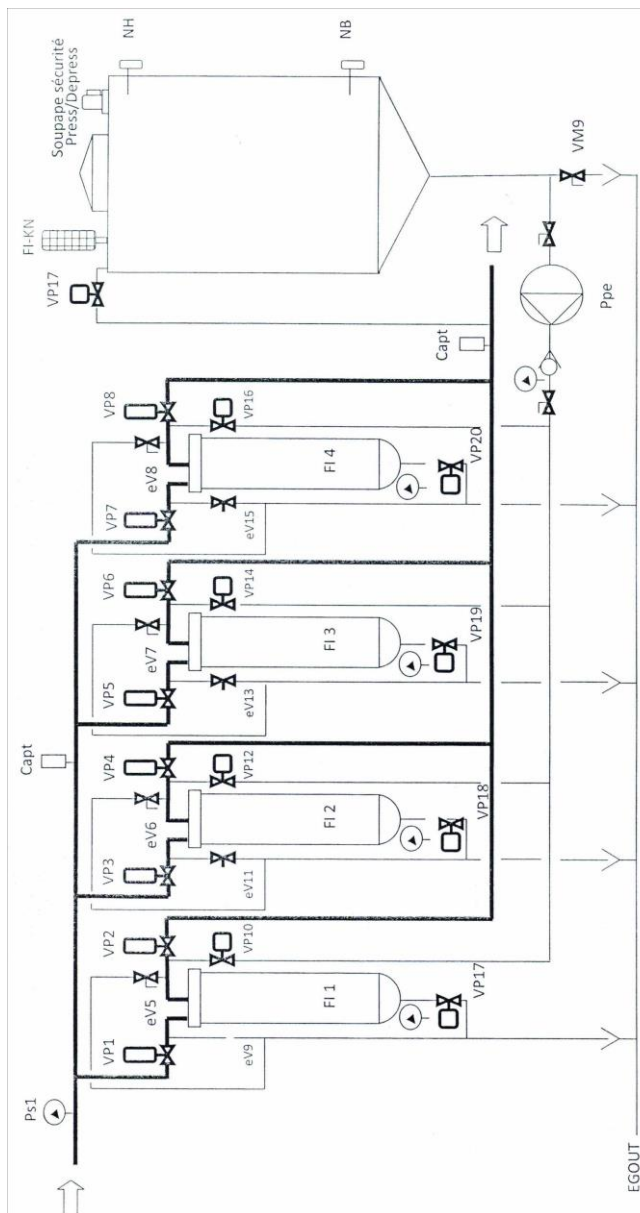 Soupape sécurité
Press/Depress
NH
NB
FI-KN
VP17
VM9
Capt
Ppe
VP8
VP16
eV8
FI 4
VP20
VP7
eV15
VP6
VP14
eV7
FI 3
VP19
VP5
eV13
Capt
VP4
VP12
eV6
FI 2
VP18
VP3
eV11
VP2
VP10
eV5
FI 1
VP17
VP1
eV9
Ps1
EGOUT